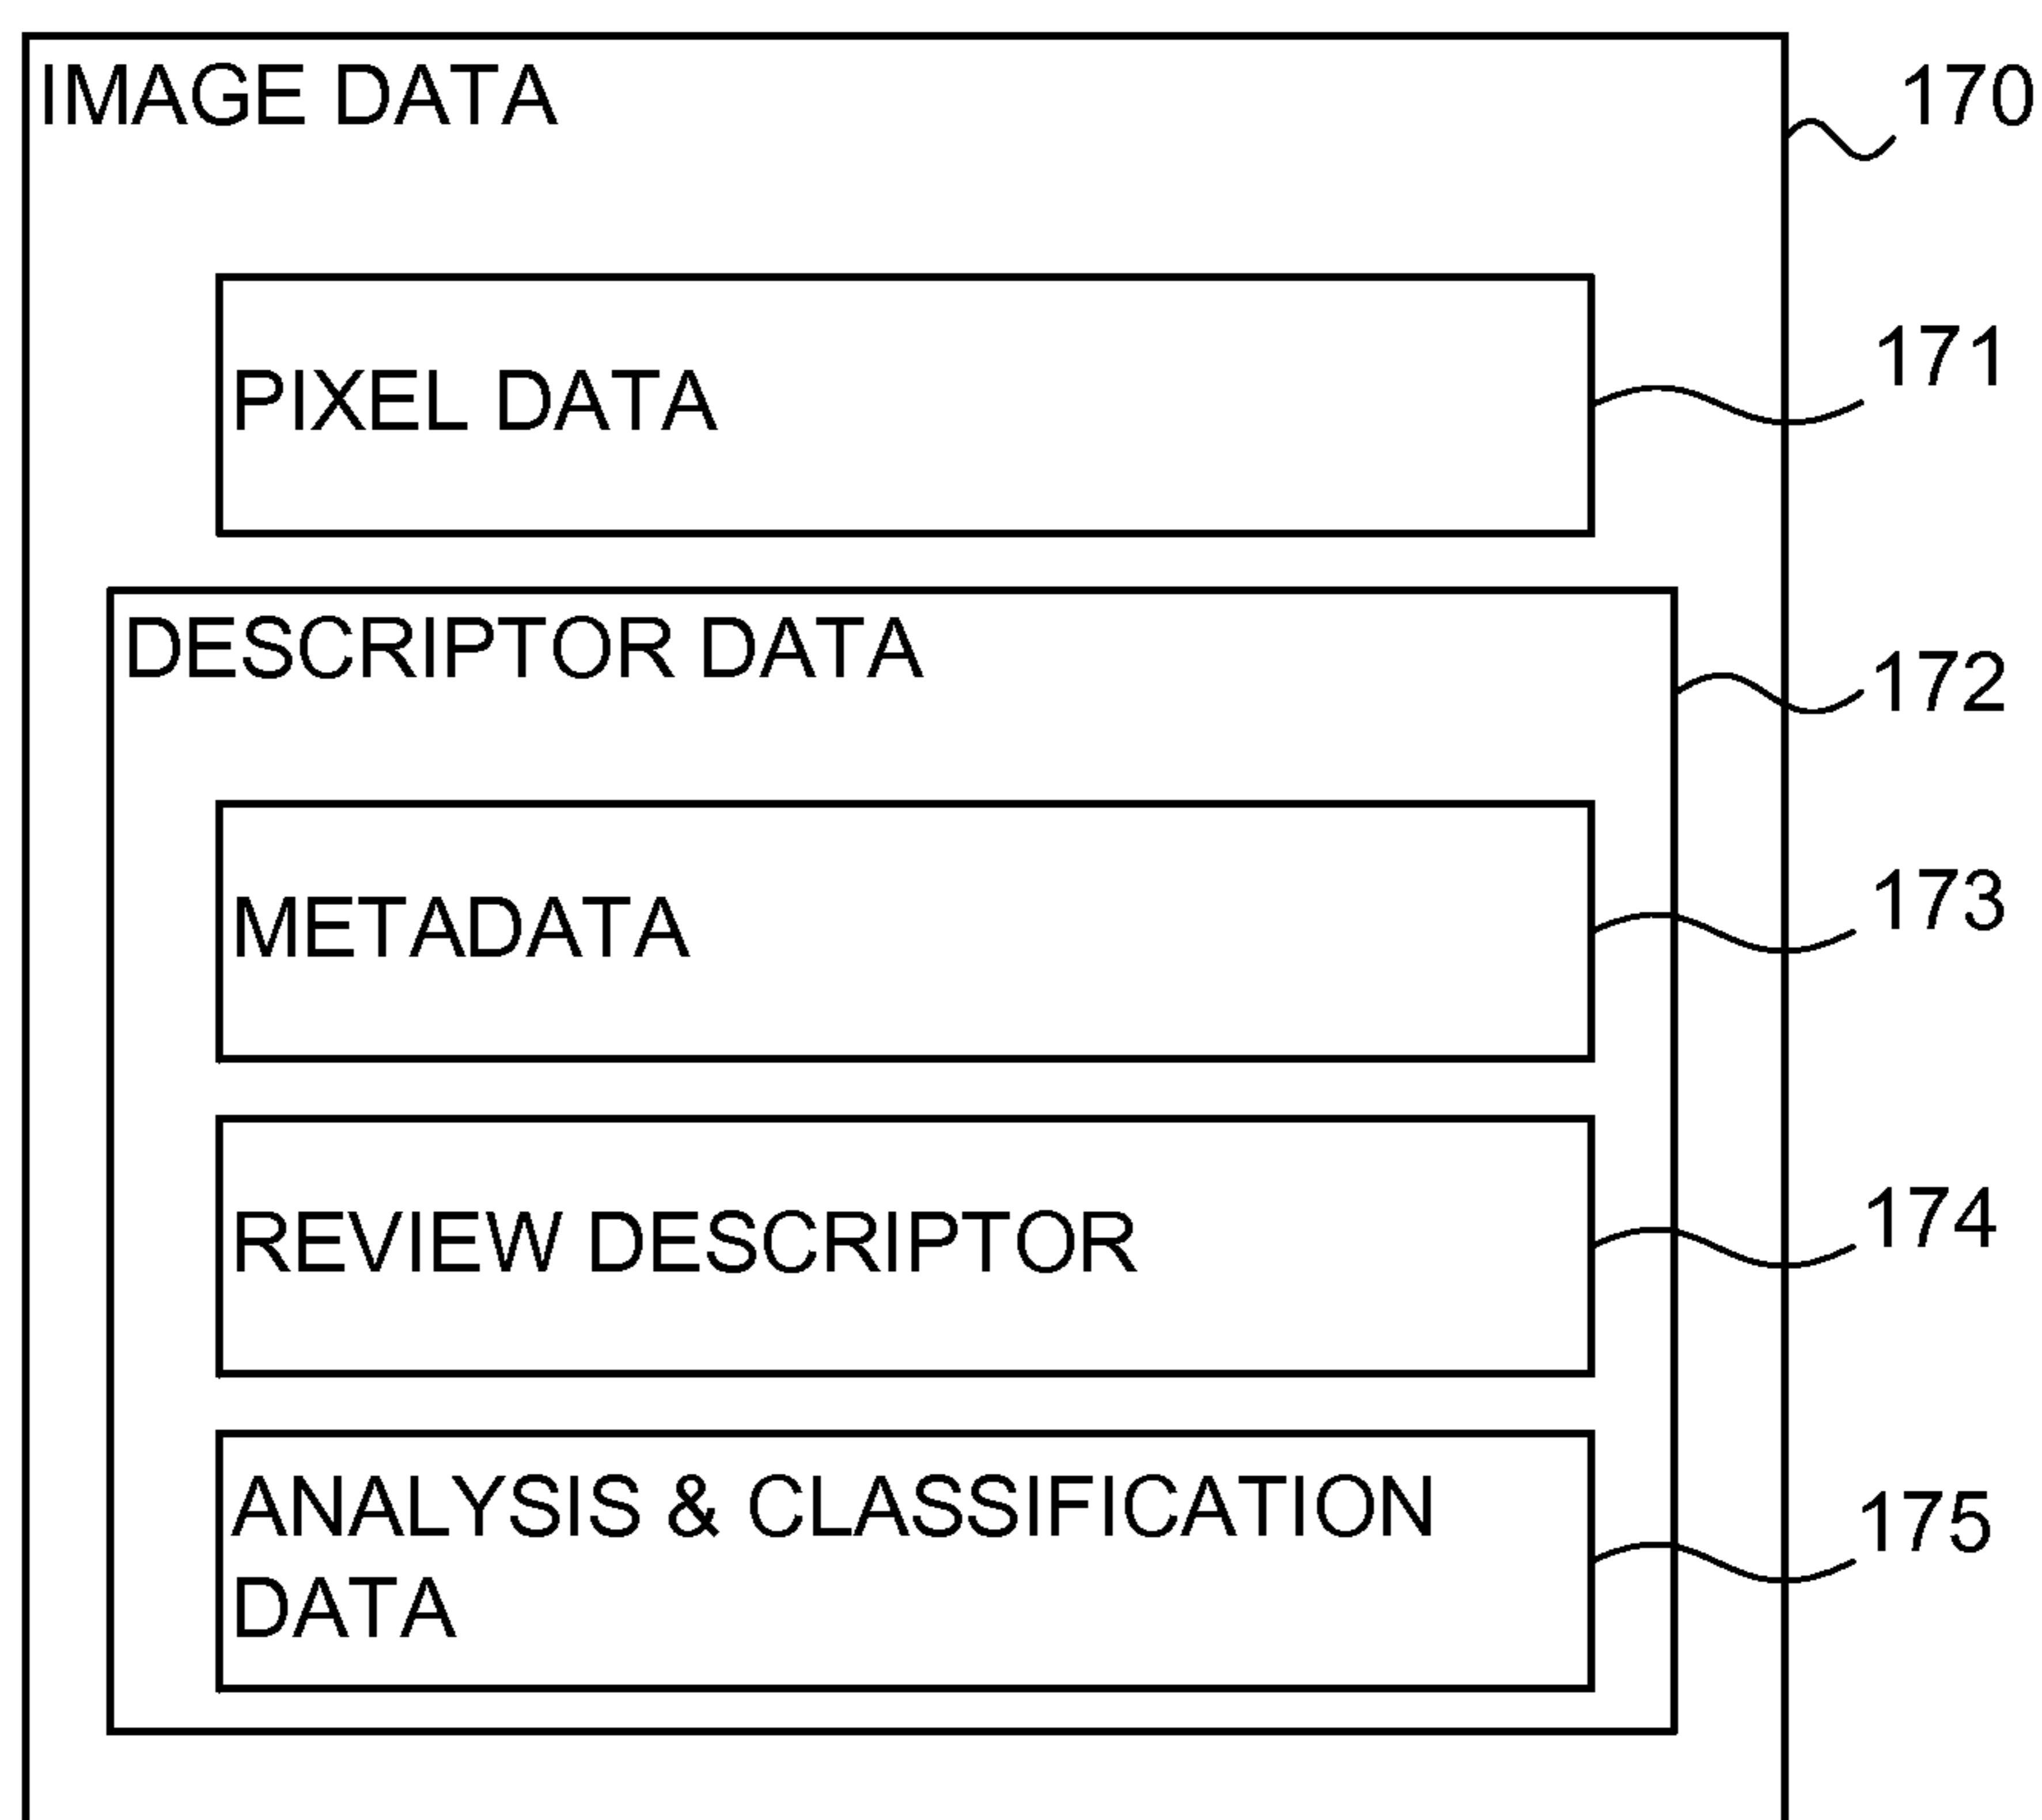 IMAGE DATA
170
PIXEL DATA
171
DESCRIPTOR DATA
172
METADATA
173
REVIEW DESCRIPTOR
174
ANALYSIS & CLASSIFICATION
DATA
175